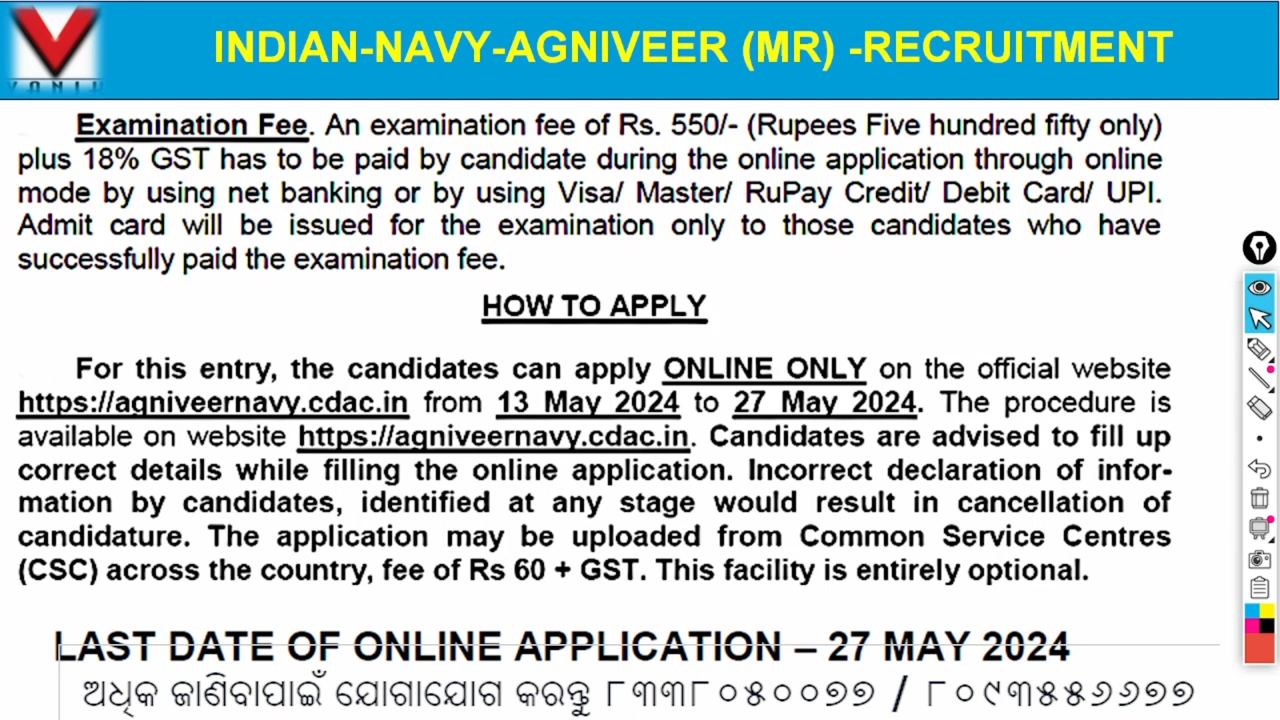 VANIK
INDIAN-NAVY-AGNIVEER (MR) -RECRUITMENT
Examination Fee. An examination fee of Rs. 550/- (Rupees Five hundred fifty only)
plus 18% GST has to be paid by candidate during the online application through online
mode by using net banking or by using Visa/ Master/ RuPay Credit/ Debit Card/ UPI.
Admit card will be issued for the examination only to those candidates who have
successfully paid the examination fee.
HOW TO APPLY
For this entry, the candidates can apply ONLINE ONLY on the official website
https://agniveernavy.cdac.in from 13 May 2024 to 27 May 2024. The procedure is
available on website https://agniveernavy.cdac.in. Candidates are advised to fill up
correct details while filling the online application. Incorrect declaration of infor-
mation by candidates, identified at any stage would result in cancellation of
candidature. The application may be uploaded from Common Service Centres
(CSC) across the country, fee of Rs 60 + GST. This facility is entirely optional.
LAST DATE OF ONLINE APPLICATION – 27 MAY 2024
ଅଧିକ ଜାଣିବାପାଇଁ ଯୋଗାଯୋଗ କରନ୍ତୁ ୮୩୩୮୦୫୦୦୭୭ / ୮୦୯୩୫୫୬୬୭୭